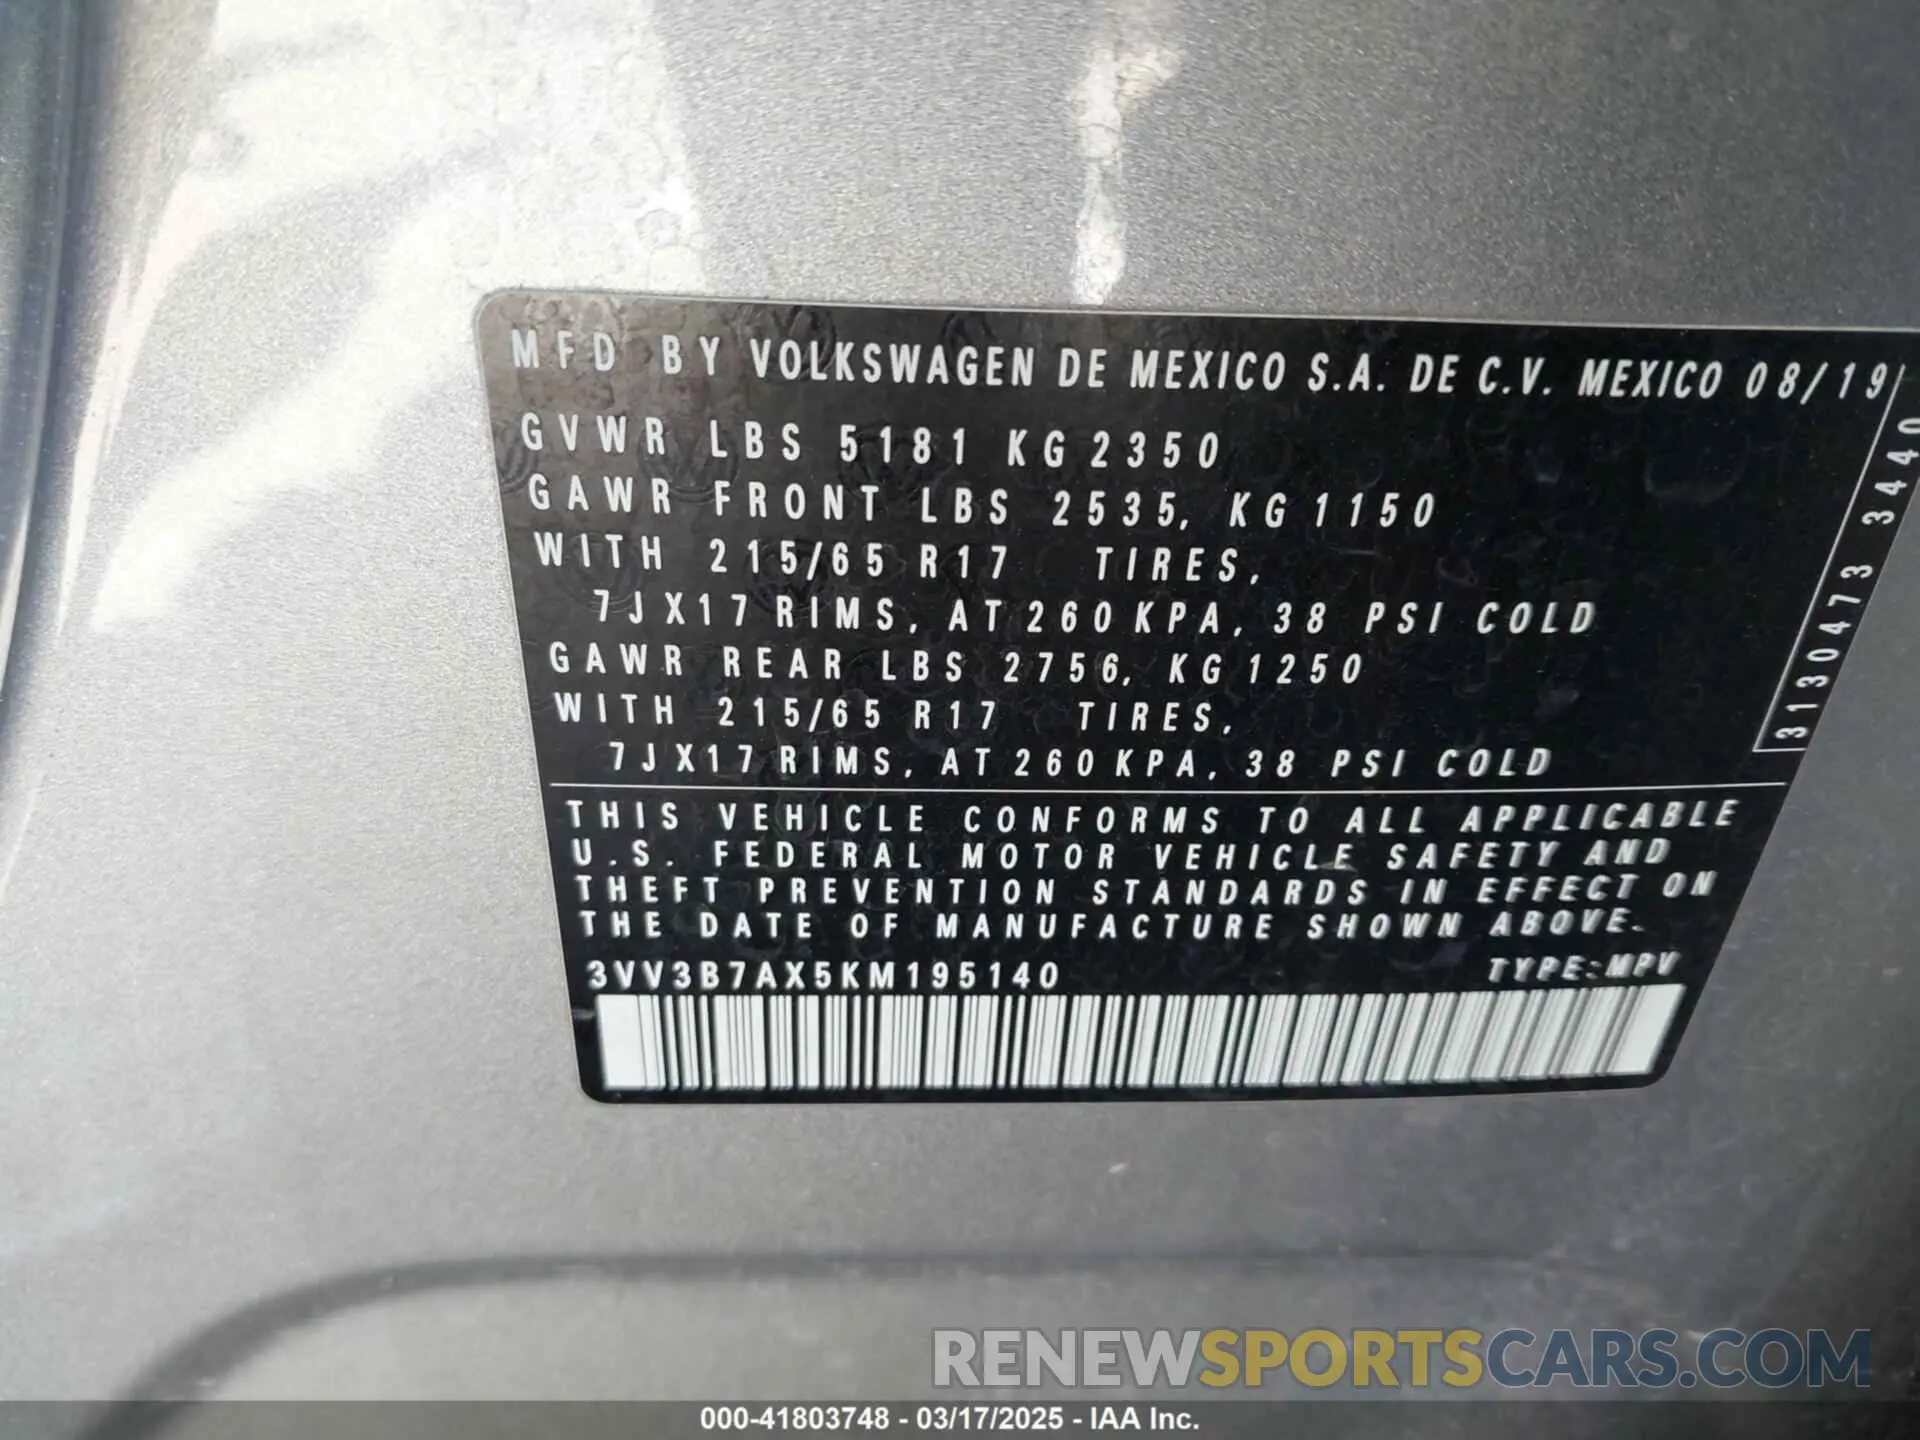 MFD BY VOLKSWAGEN DE MEXICO S.A. DE C.V. MEXICO 08/19
GVWR LBS 5181 KG 2350
GAWR FRONT LBS 2535, KG 1150
WITH 215/65 R17 TIRES,
7JX17 RIMS, AT 260 KPA, 38 PSI COLD
GAWR REAR LBS 2756, KG 1250
WITH 215/65 R17 TIRES,
7JX17 RIMS, AT 260 KPA, 38 PSI COLD
3130473 3440
THIS VEHICLE CONFORMS TO ALL APPLICABLE
U.S. FEDERAL MOTOR VEHICLE SAFETY AND
THEFT PREVENTION STANDARDS IN EFFECT ON
THE DATE OF MANUFACTURE SHOWN ABOVE.
3VV3B7AX5KM195140 TYPE:MPV
RENEWSPORTSCARS.COM
000-41803748 - 03/17/2025 - IAA Inc.